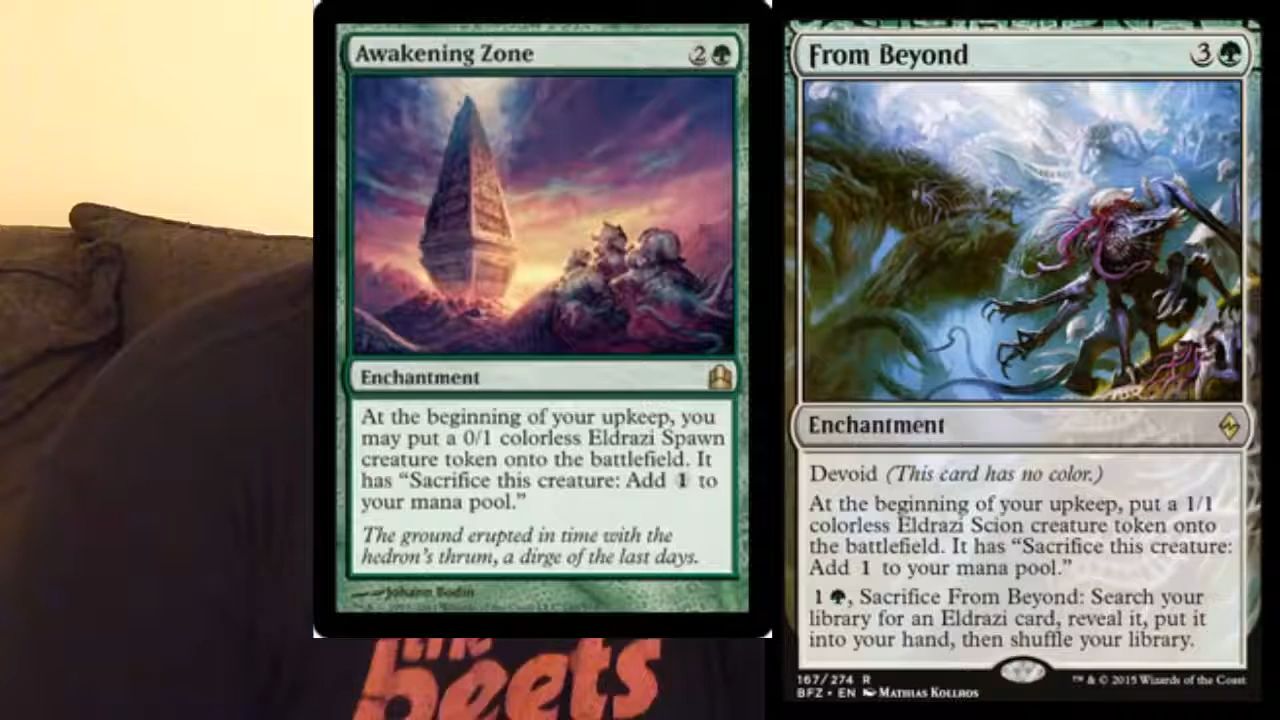 Awakening Zone 2
Enchantment
At the beginning of your upkeep, you
may put a 0/1 colorless Eldrazi Spawn
creature token onto the battlefield. It
has “Sacrifice this creature: Add 1 to
your mana pool.”
The ground erupted in time with the
hedron’s thrum, a dirge of the last days.
Johann Bodin
From Beyond 3
Enchantment
Devoid (This card has no color.)
At the beginning of your upkeep, put a 1/1
colorless Eldrazi Scion creature token onto
the battlefield. It has “Sacrifice this creature:
Add 1 to your mana pool.”
1 , Sacrifice From Beyond: Search your
library for an Eldrazi card, reveal it, put it
into your hand, then shuffle your library.
167/274 R
BFZ • EN Mathias Kollros
™ & © 2015 Wizards of the Coast
beets